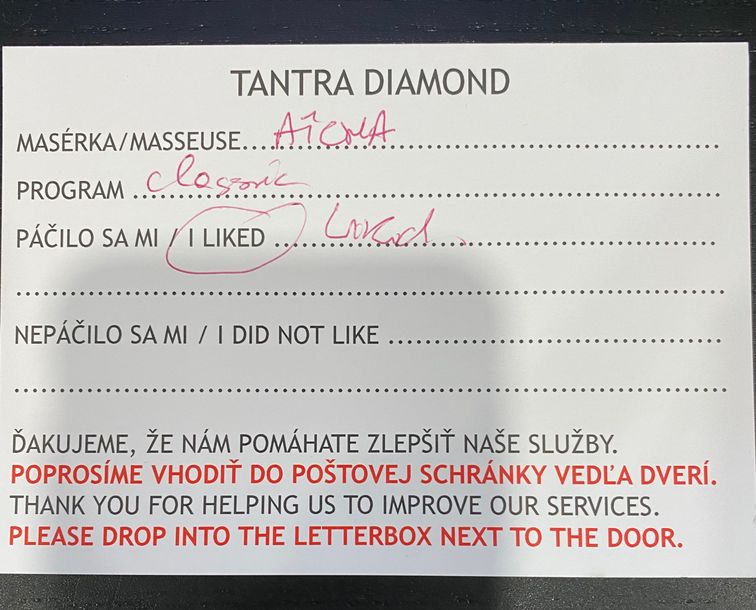 TANTRA DIAMOND
MASÉRKA/MASSEUSE...............................................
PROGRAM classic ...............................................
PÁČILO SA MI / I LIKED ...............................................
...............................................
NEPÁČILO SA MI / I DID NOT LIKE ...............................................
...............................................
ĎAKUJEME, ŽE NÁM POMÁHATE ZLEPŠIŤ NAŠE SLUŽBY.
POPROSÍME VHODIŤ DO POŠTOVEJ SCHRÁNKY VEDĽA DVERÍ.
THANK YOU FOR HELPING US TO IMPROVE OUR SERVICES.
PLEASE DROP INTO THE LETTERBOX NEXT TO THE DOOR.